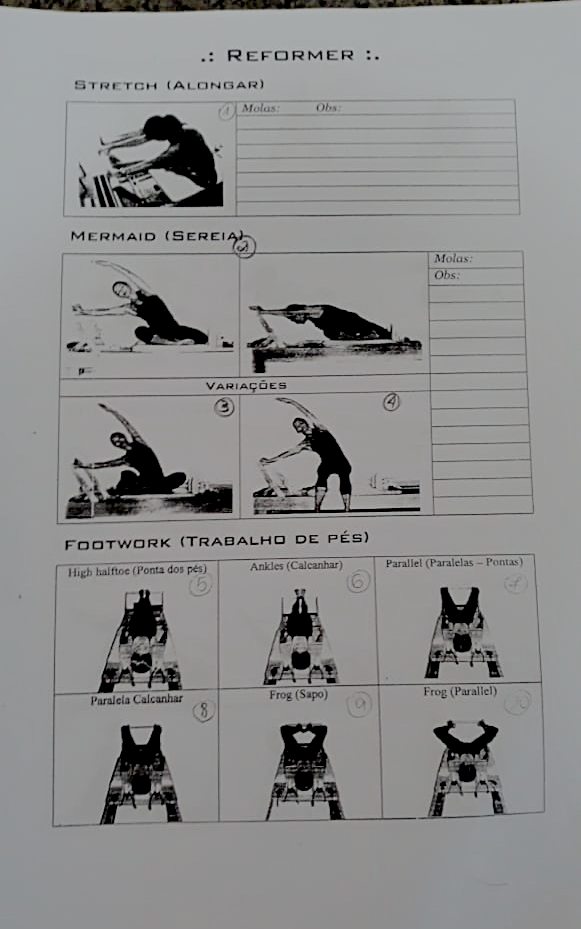 .: REFORMER :.
STRETCH (ALONGAR)
1 Molas: Obs:
MERMAID (SEREIA)
2
Molas:
Obs:
VARIAÇÕES
3 4
FOOTWORK (TRABALHO DE PÉS)
High halftoe (Ponta dos pés) Ankles (Calcanhar) Parallel (Paralelas – Pontas)
5 6 7
Paralela Calcanhar Frog (Sapo) Frog (Parallel)
8 9 10